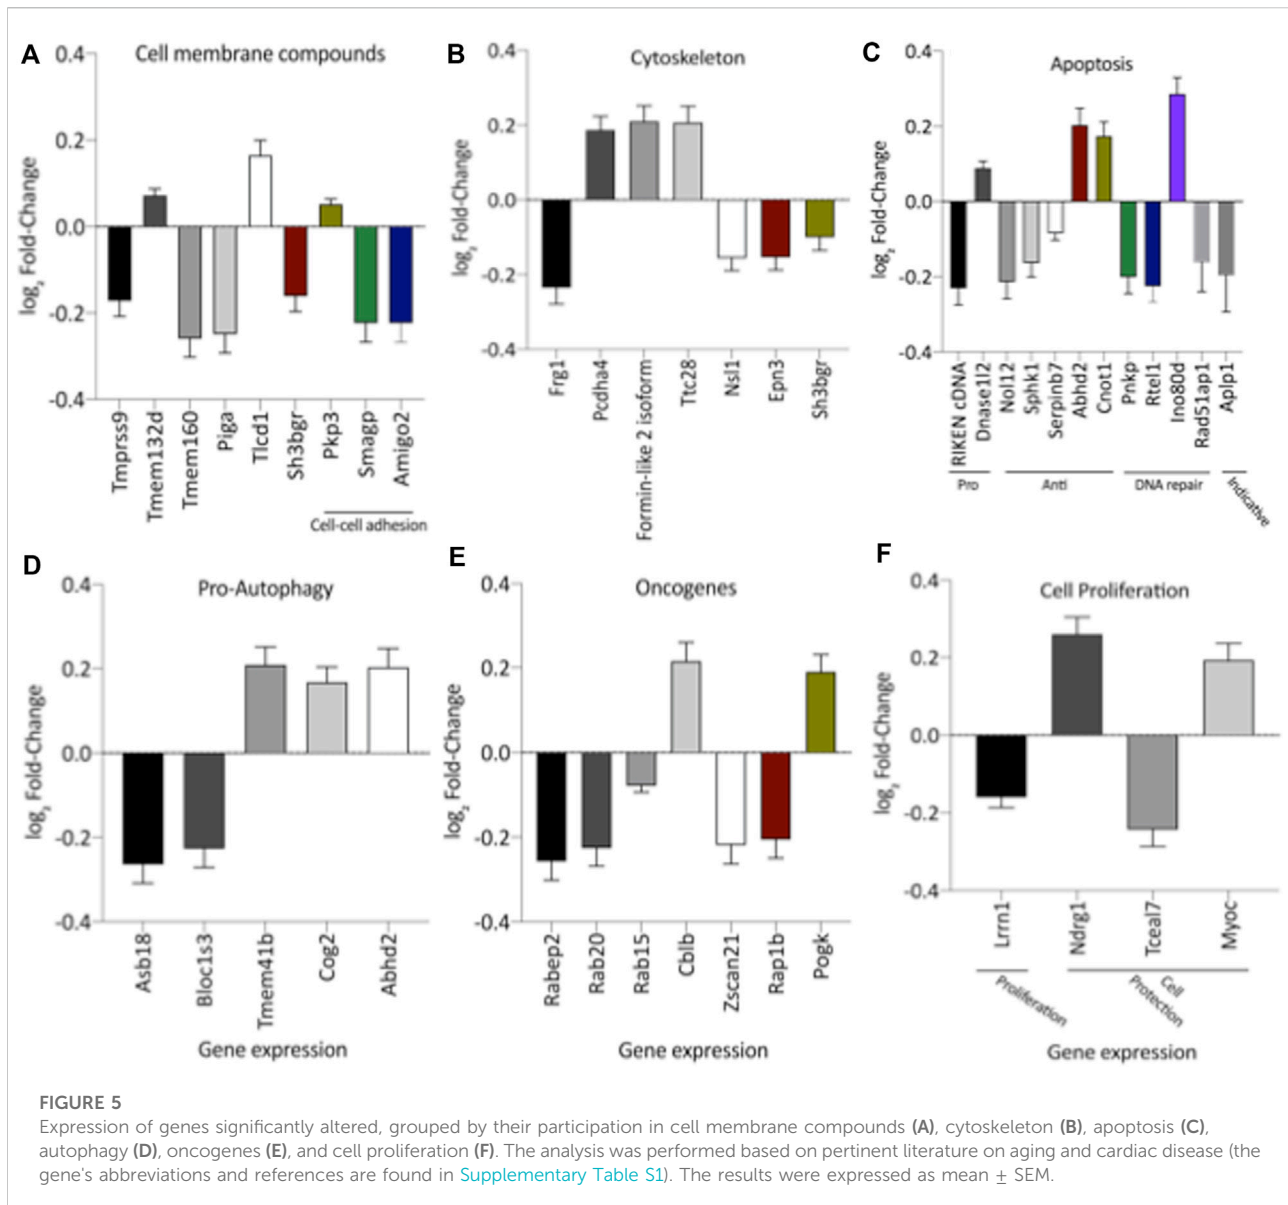 A
Cell membrane compounds
log₂ Fold-Change
0.4
0.2
0.0
-0.2
-0.4
Tmprss9
Tmem132d
Tmem160
Piga
Tlcd1
Sh3bgr
Pkp3
Smagp
Amigo2
Cell-cell adhesion
B
Cytoskeleton
log₂ Fold-Change
0.4
0.2
0.0
-0.2
-0.4
Frg1
Pcdha4
Formin-like 2 isoform
Ttc28
Nsl1
Epn3
Sh3bgr
C
Apoptosis
log₂ Fold-Change
0.4
0.2
0.0
-0.2
-0.4
RIKEN cDNA
Dnase1l2
Nol12
Sphk1
Serpinb7
Abhd2
Cnot1
Pnkp
Rtel1
Ino80d
Rad51ap1
Aplp1
Pro
Anti
DNA repair
Indicative
D
Pro-Autophagy
log₂ Fold-Change
0.4
0.2
0.0
-0.2
-0.4
Asb18
Bloc1s3
Tmem41b
Cog2
Abhd2
Gene expression
E
Oncogenes
log₂ Fold-Change
0.4
0.2
0.0
-0.2
-0.4
Rabep2
Rab20
Rab15
Cblb
Zscan21
Rap1b
Pogk
Gene expression
F
Cell Proliferation
log₂ Fold-Change
0.4
0.2
0.0
-0.2
-0.4
Lrrn1
Ndrg1
Tceal7
Myoc
Proliferation
Cell
Protection
Gene expression
FIGURE 5
Expression of genes significantly altered, grouped by their participation in cell membrane compounds (A), cytoskeleton (B), apoptosis (C),
autophagy (D), oncogenes (E), and cell proliferation (F). The analysis was performed based on pertinent literature on aging and cardiac disease (the
gene's abbreviations and references are found in Supplementary Table S1). The results were expressed as mean ± SEM.